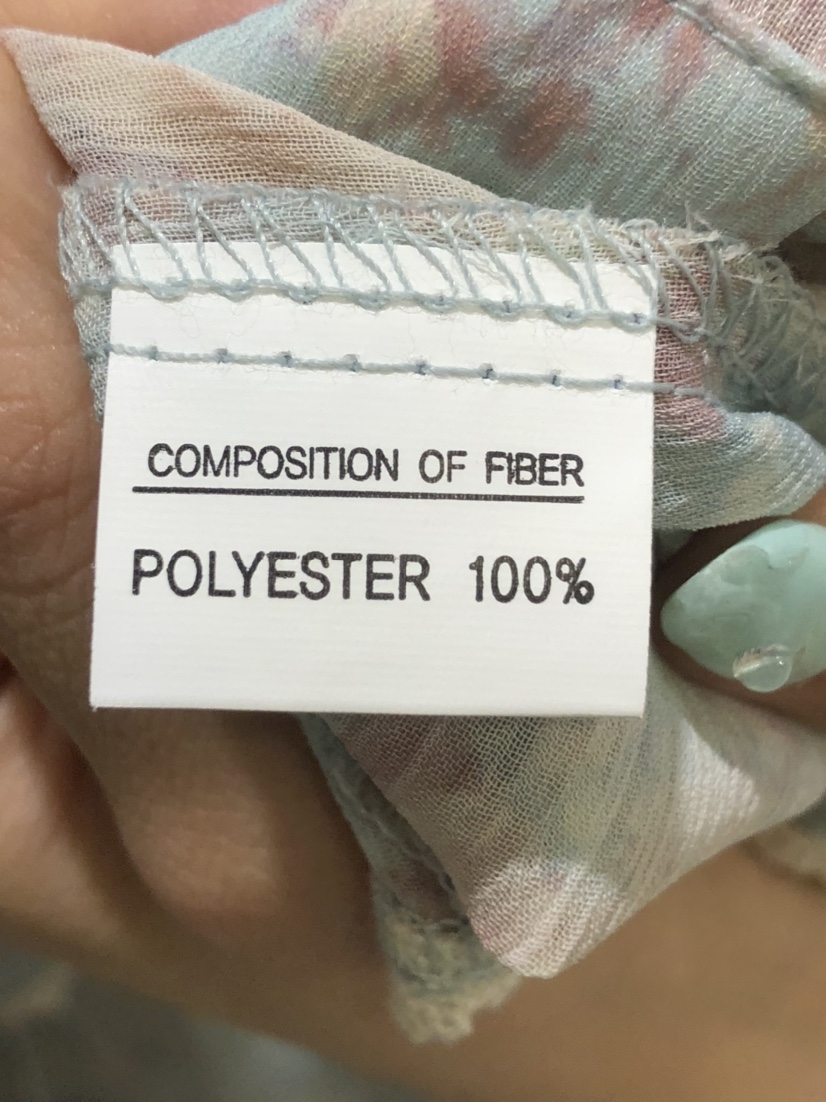 COMPOSITION OF FIBER
POLYESTER 100%